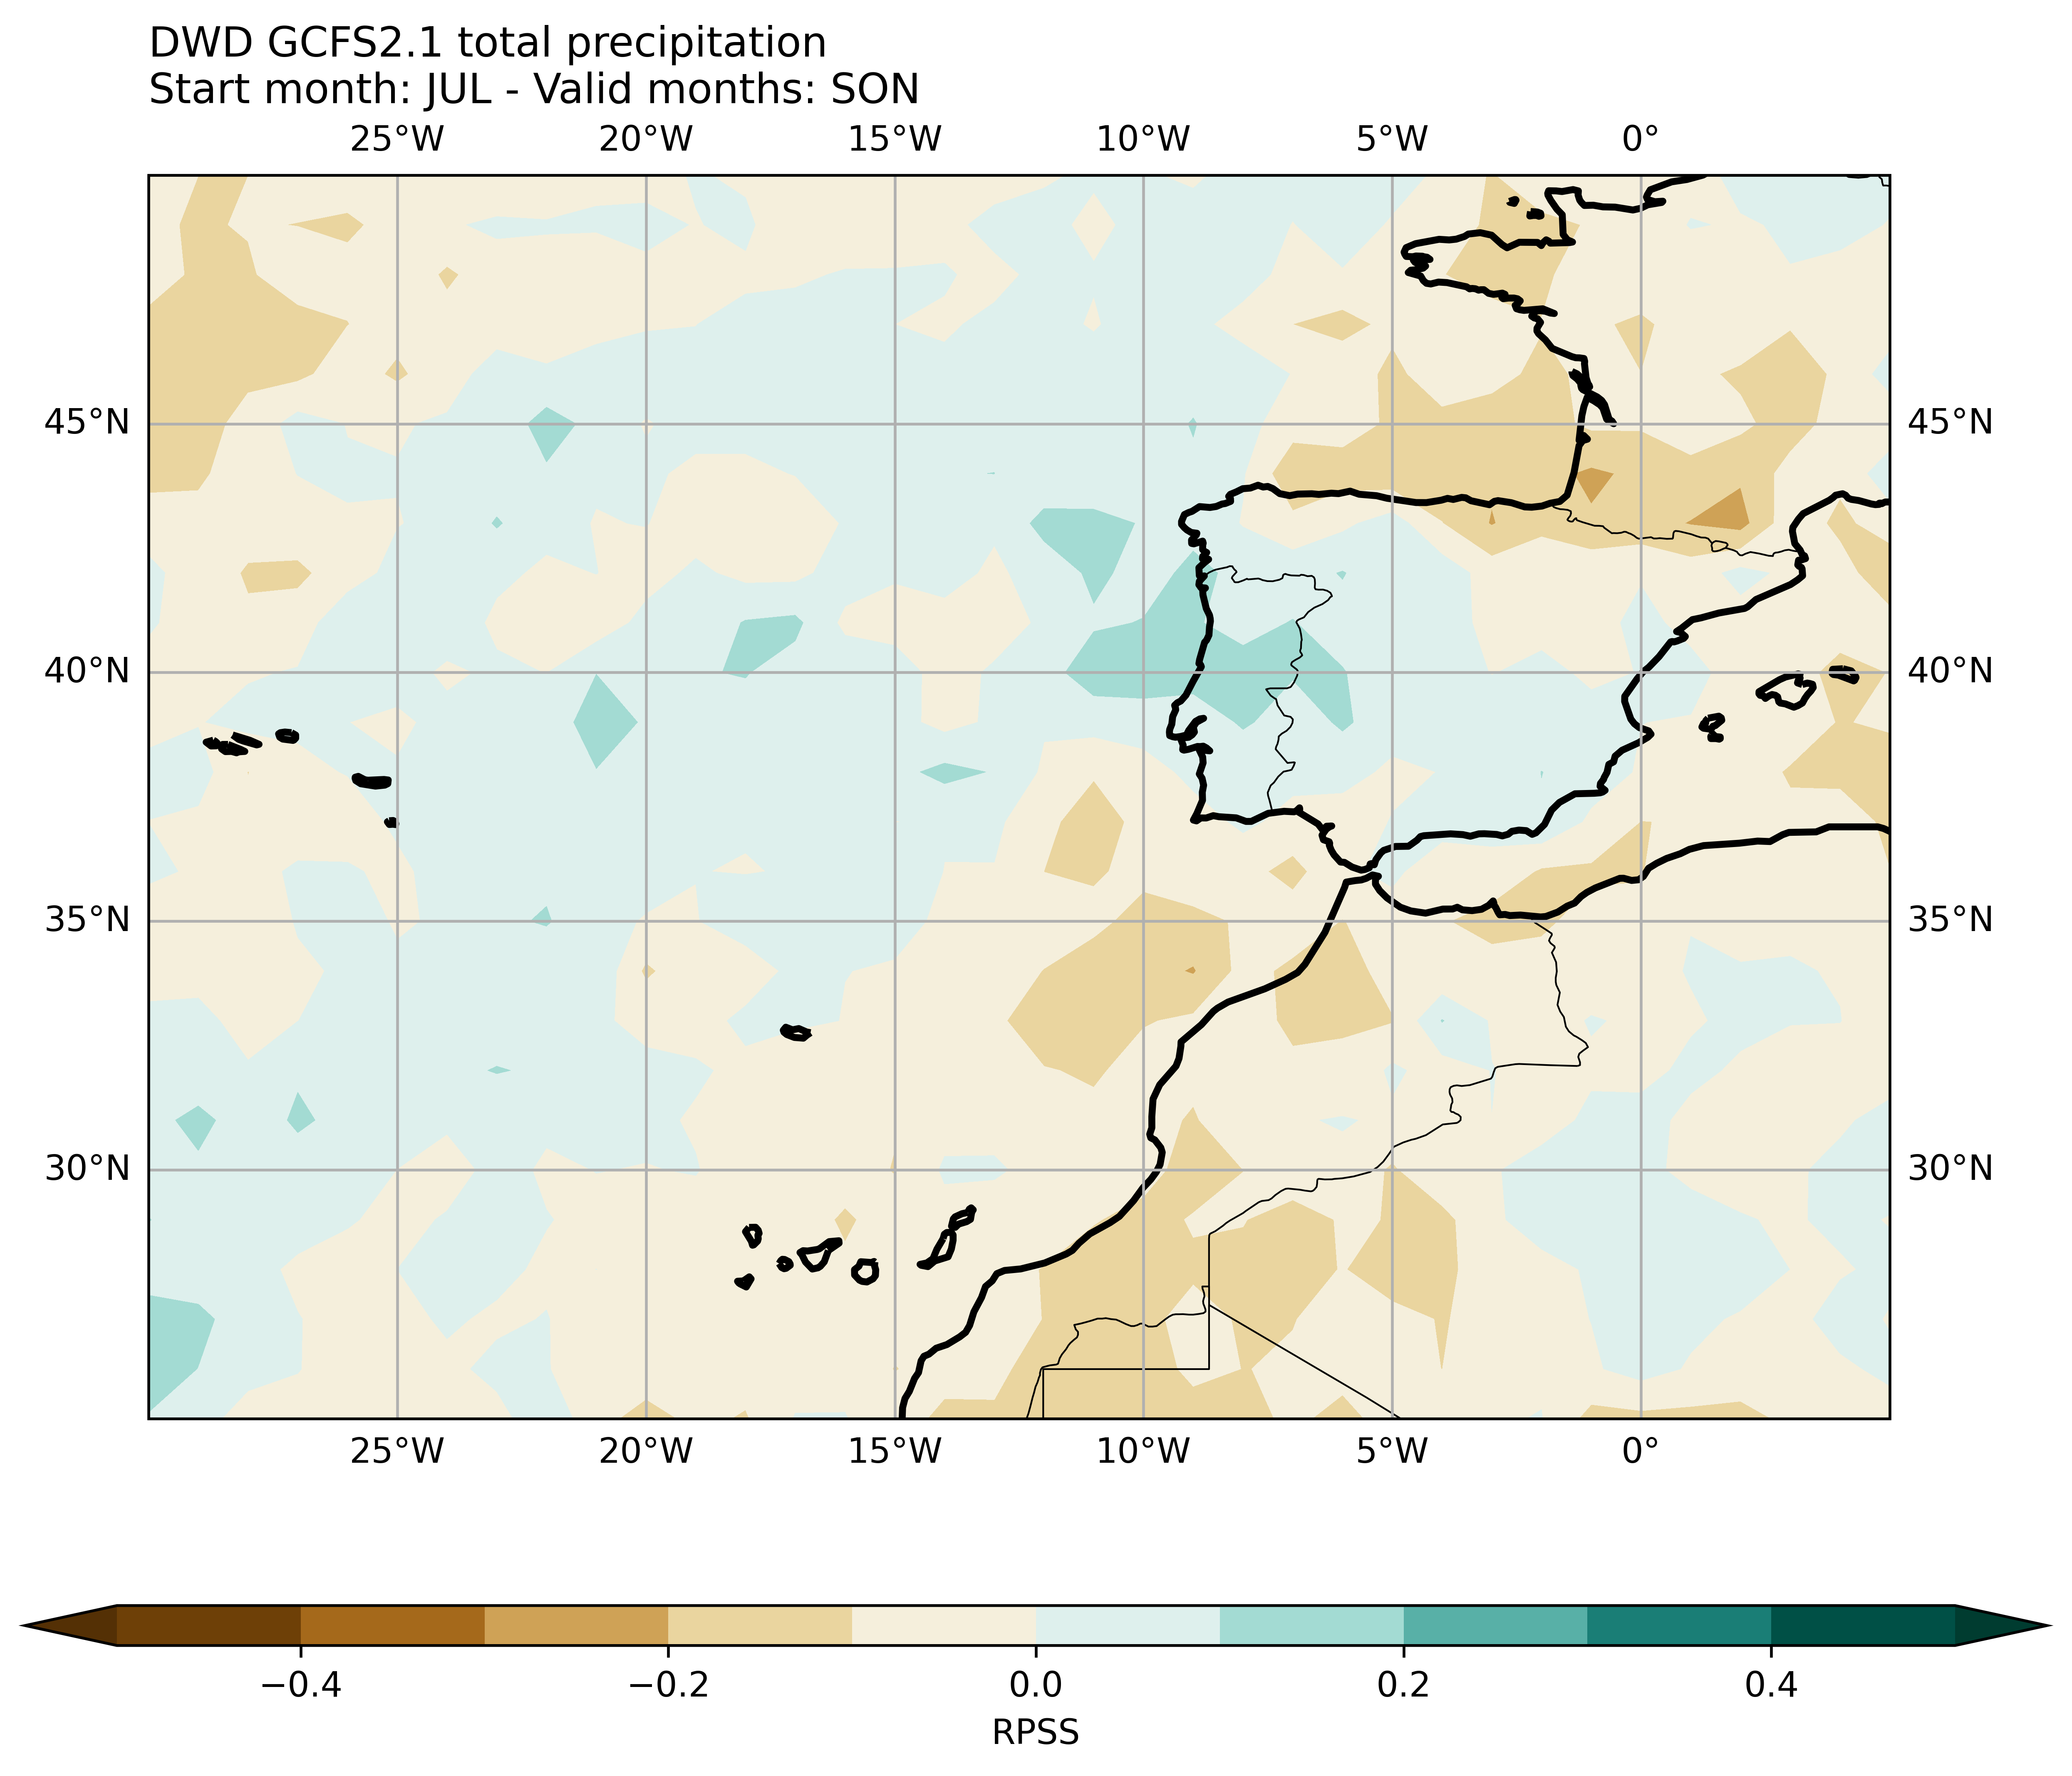 DWD GCFS2.1 total precipitation
Start month: JUL - Valid months: SON
25°W 20°W 15°W 10°W 5°W 0°
45°N 45°N
40°N 40°N
35°N 35°N
30°N 30°N
25°W 20°W 15°W 10°W 5°W 0°
−0.4 −0.2 0.0 0.2 0.4
RPSS